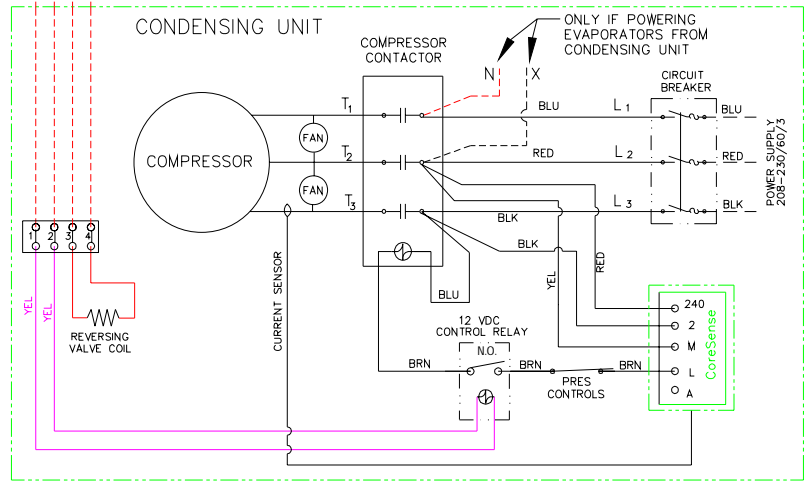 CONDENSING UNIT
ONLY IF POWERING
EVAPORATORS FROM
CONDENSING UNIT
COMPRESSOR
CONTACTOR
N
X
CIRCUIT
BREAKER
T1
BLU
L 1
BLU
FAN
COMPRESSOR
T2
RED
L 2
RED
FAN
T3
BLK
L 3
BLK
POWER SUPPLY
208-230/60/3
1
2
3
4
BLK
YEL
RED
CURRENT SENSOR
BLU
YEL
YEL
REVERSING
VALVE COIL
12 VDC
CONTROL RELAY
N.O.
BRN
BRN
BRN
PRES
CONTROLS
240
2
M
L
A
CoreSense